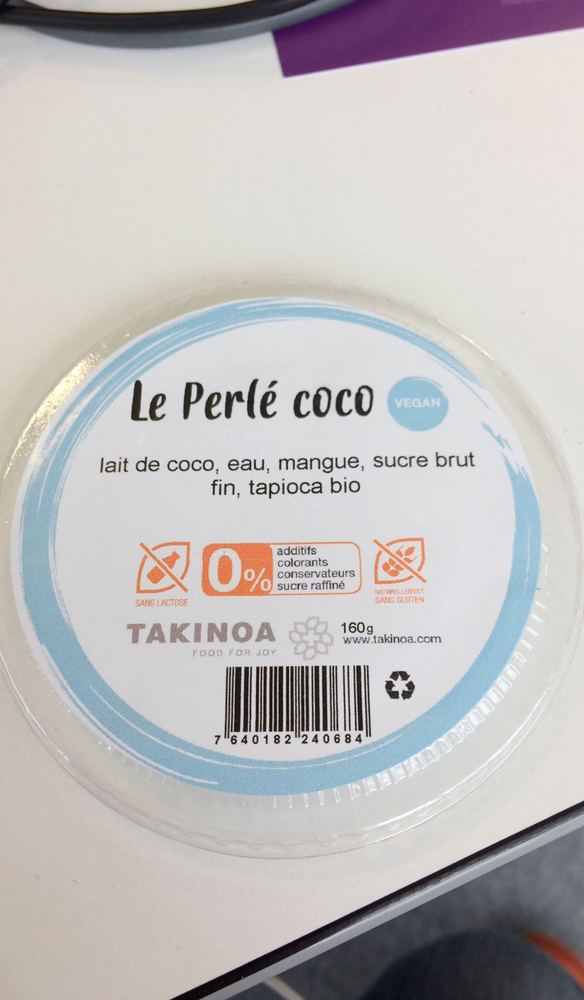 Le Perlé coco VEGAN
lait de coco, eau, mangue, sucre brut
fin, tapioca bio
SANS LACTOSE
0%
additifs
colorants
conservateurs
sucre raffiné
NATURELLEMENT
SANS GLUTEN
TAKINOA
FOOD FOR JOY
160g
www.takinoa.com
7 640182 240684